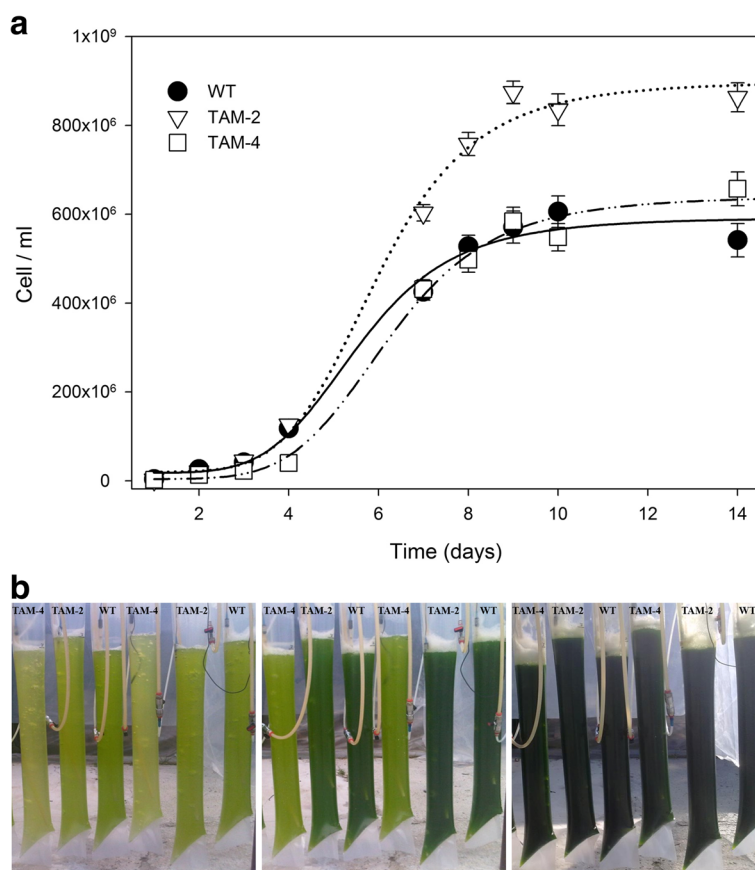 a
1x10⁹
800x10⁶
600x10⁶
400x10⁶
200x10⁶
0
Cell / ml
WT
TAM-2
TAM-4
2 4 6 8 10 12 14
Time (days)
b
TAM-4 TAM-2 WT TAM-4 TAM-2 WT
TAM-4 TAM-2 WT TAM-4 TAM-2 WT
TAM-4 TAM-2 WT TAM-4 TAM-2 WT